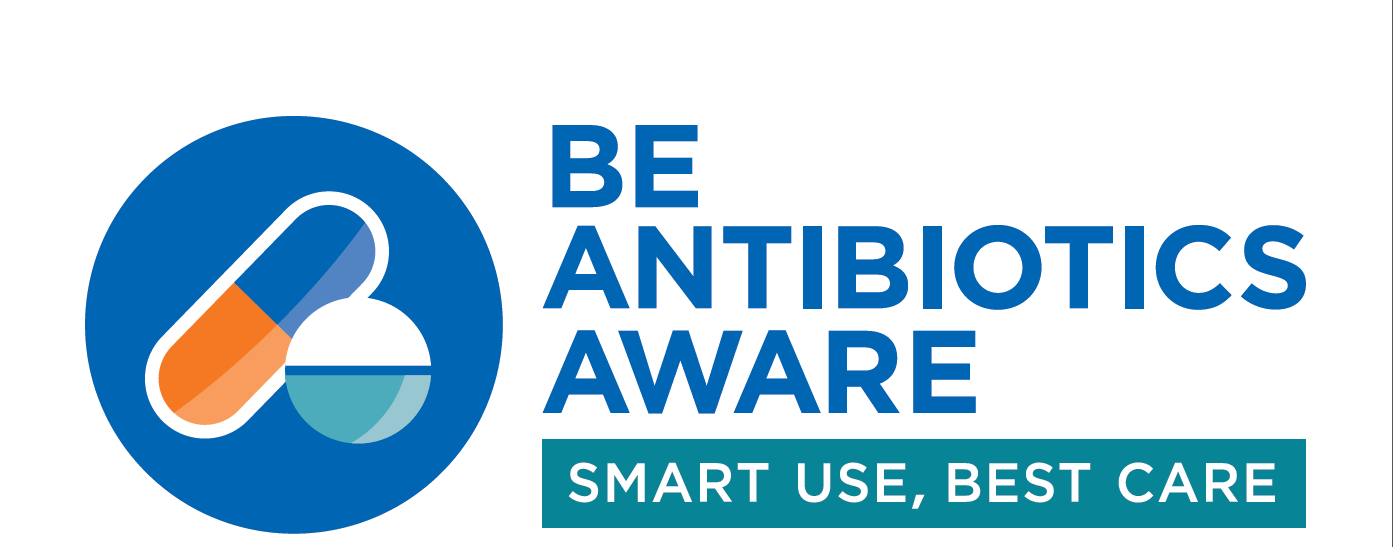 BE
ANTIBIOTICS
AWARE
SMART USE, BEST CARE